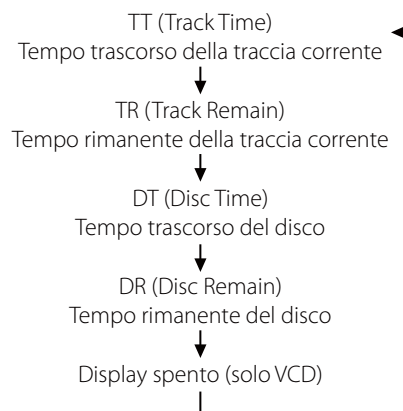 TT (Track Time)
Tempo trascorso della traccia corrente
TR (Track Remain)
Tempo rimanente della traccia corrente
DT (Disc Time)
Tempo trascorso del disco
DR (Disc Remain)
Tempo rimanente del disco
Display spento (solo VCD)